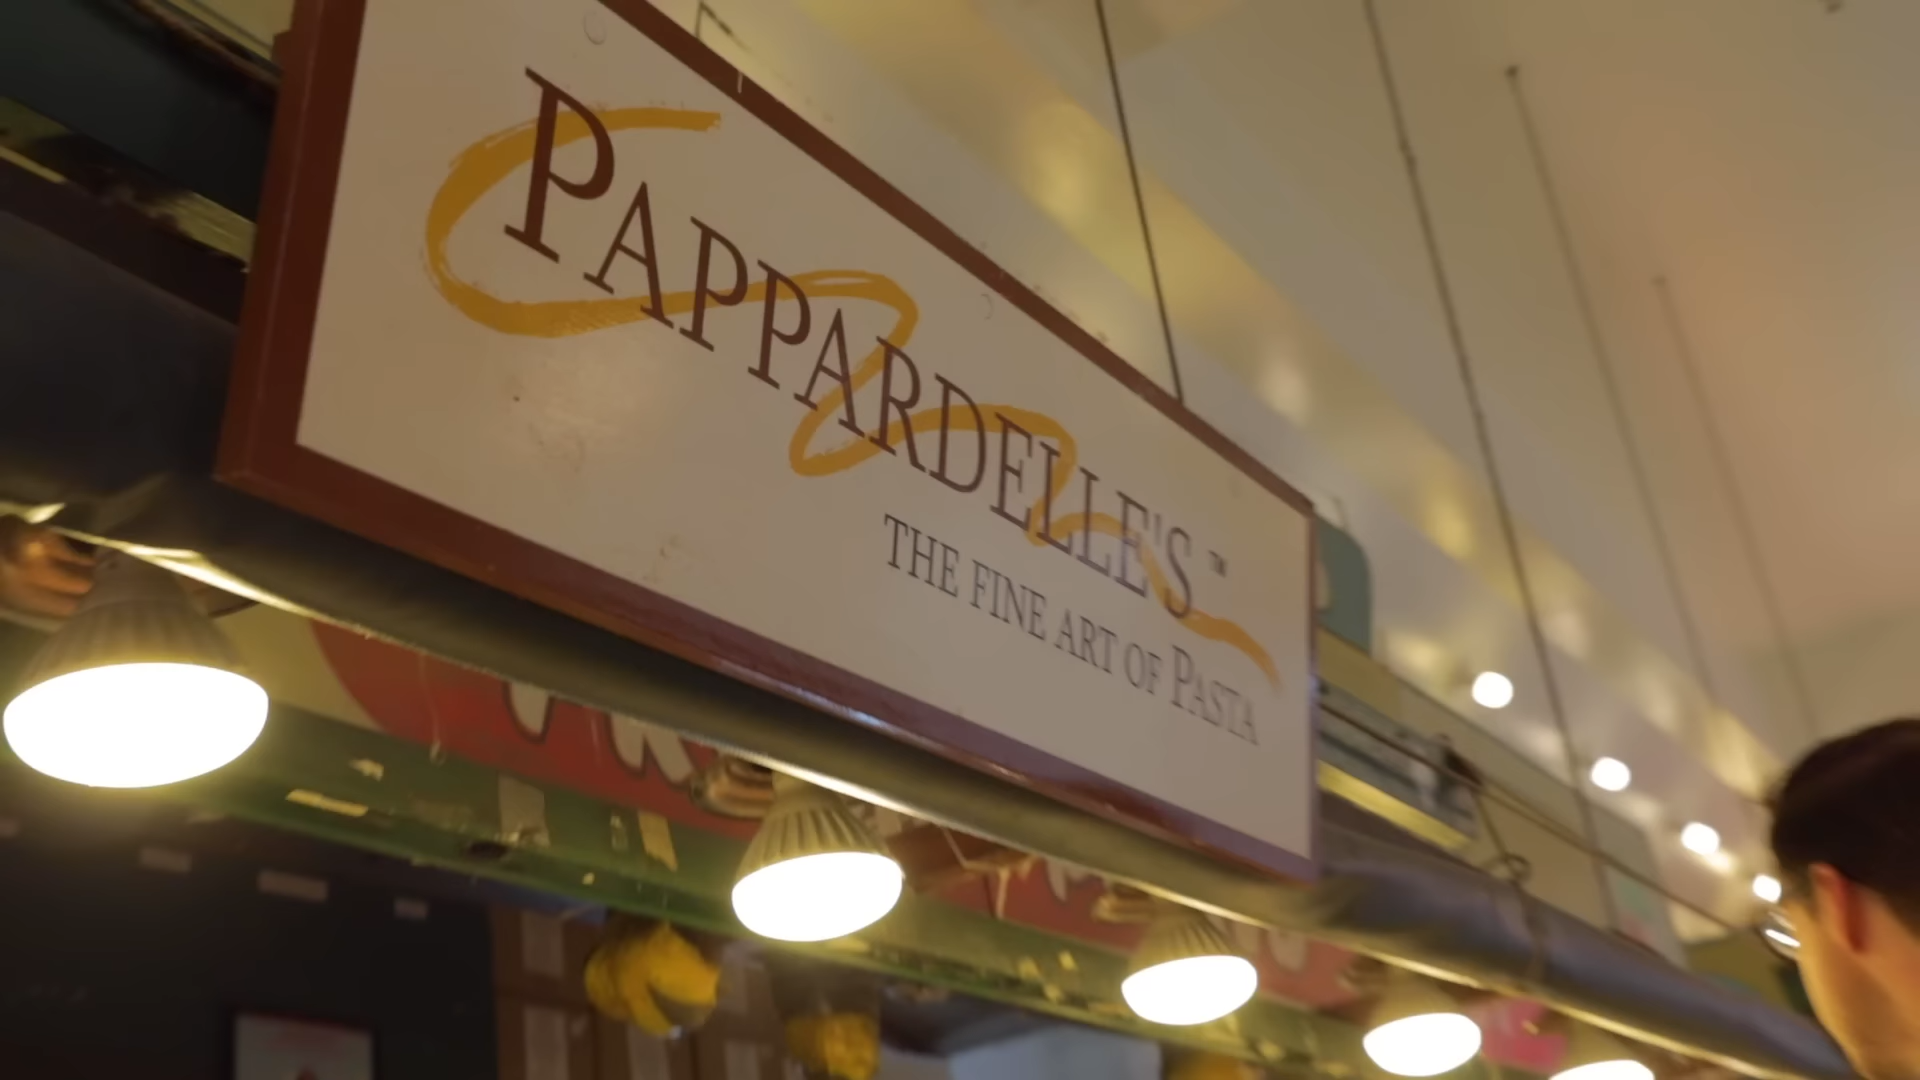 PAPPARDELLE'S ™
THE FINE ART OF PASTA